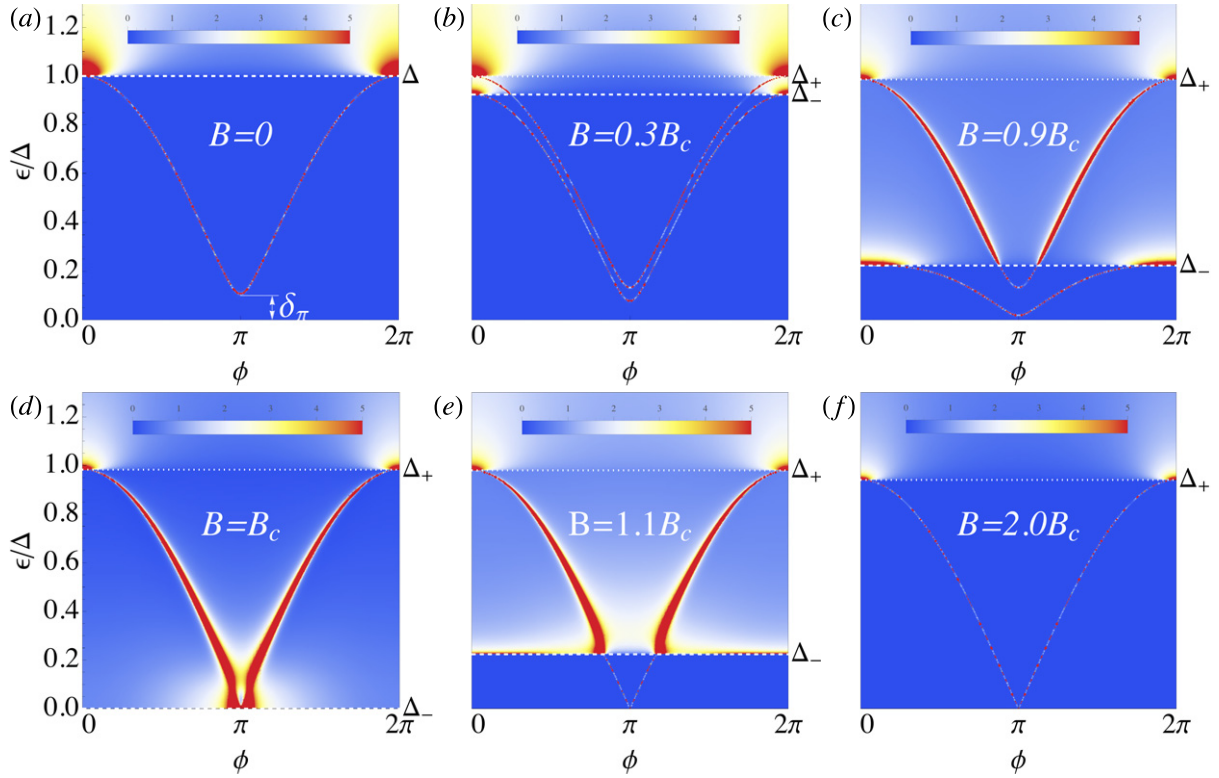 (a)
0 1 2 3 4 5
1.2
1.0
0.8
0.6
0.4
0.2
0.0
ϵ/Δ
B=0
δπ
Δ
0 π 2π
ϕ
(b)
0 1 2 3 4 5
B=0.3Bc
Δ+
Δ−
0 π 2π
ϕ
(c)
0 1 2 3 4 5
B=0.9Bc
Δ+
Δ−
0 π 2π
ϕ
(d)
0 1 2 3 4 5
1.2
1.0
0.8
0.6
0.4
0.2
0.0
ϵ/Δ
B=Bc
Δ+
Δ−
0 π 2π
ϕ
(e)
0 1 2 3 4 5
B=1.1Bc
Δ+
Δ−
0 π 2π
ϕ
(f)
0 1 2 3 4 5
B=2.0Bc
Δ+
0 π 2π
ϕ